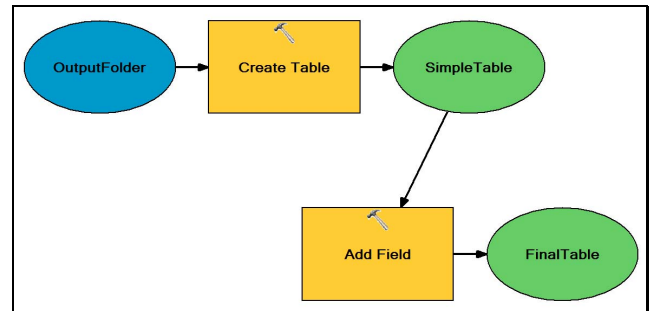 OutputFolder
Create Table
SimpleTable
Add Field
FinalTable